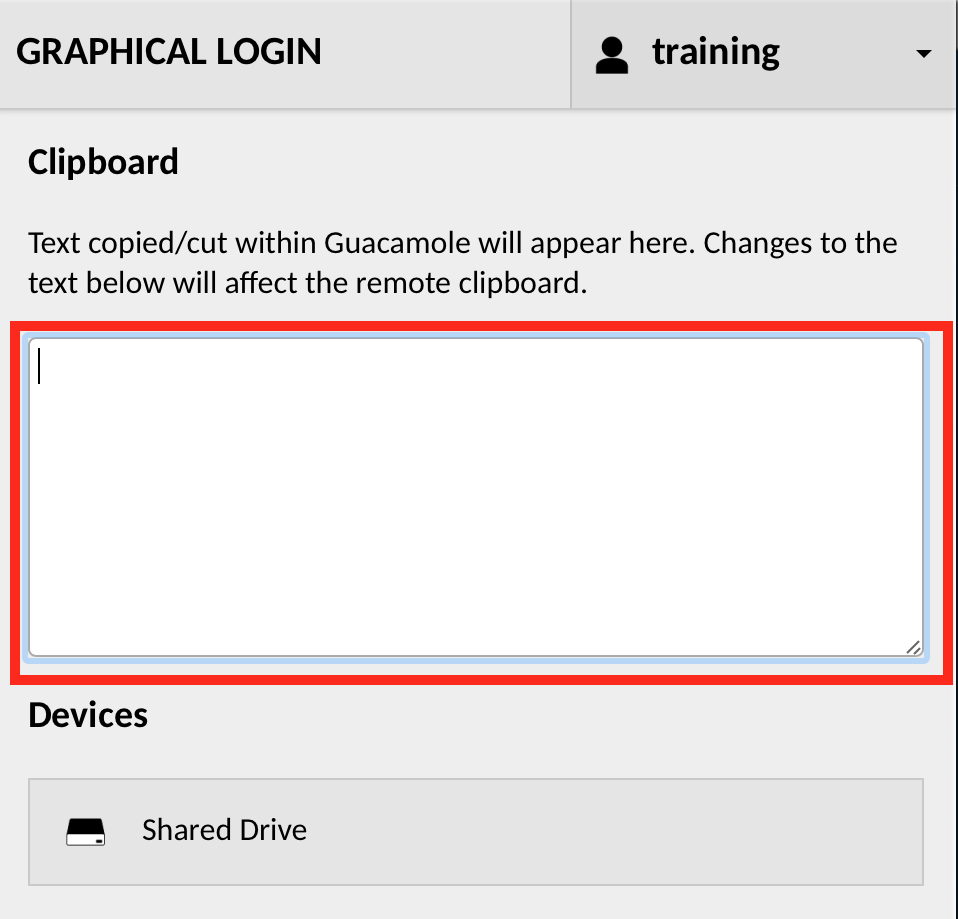 GRAPHICAL LOGIN
training
Clipboard
Text copied/cut within Guacamole will appear here. Changes to the
text below will affect the remote clipboard.
Devices
Shared Drive